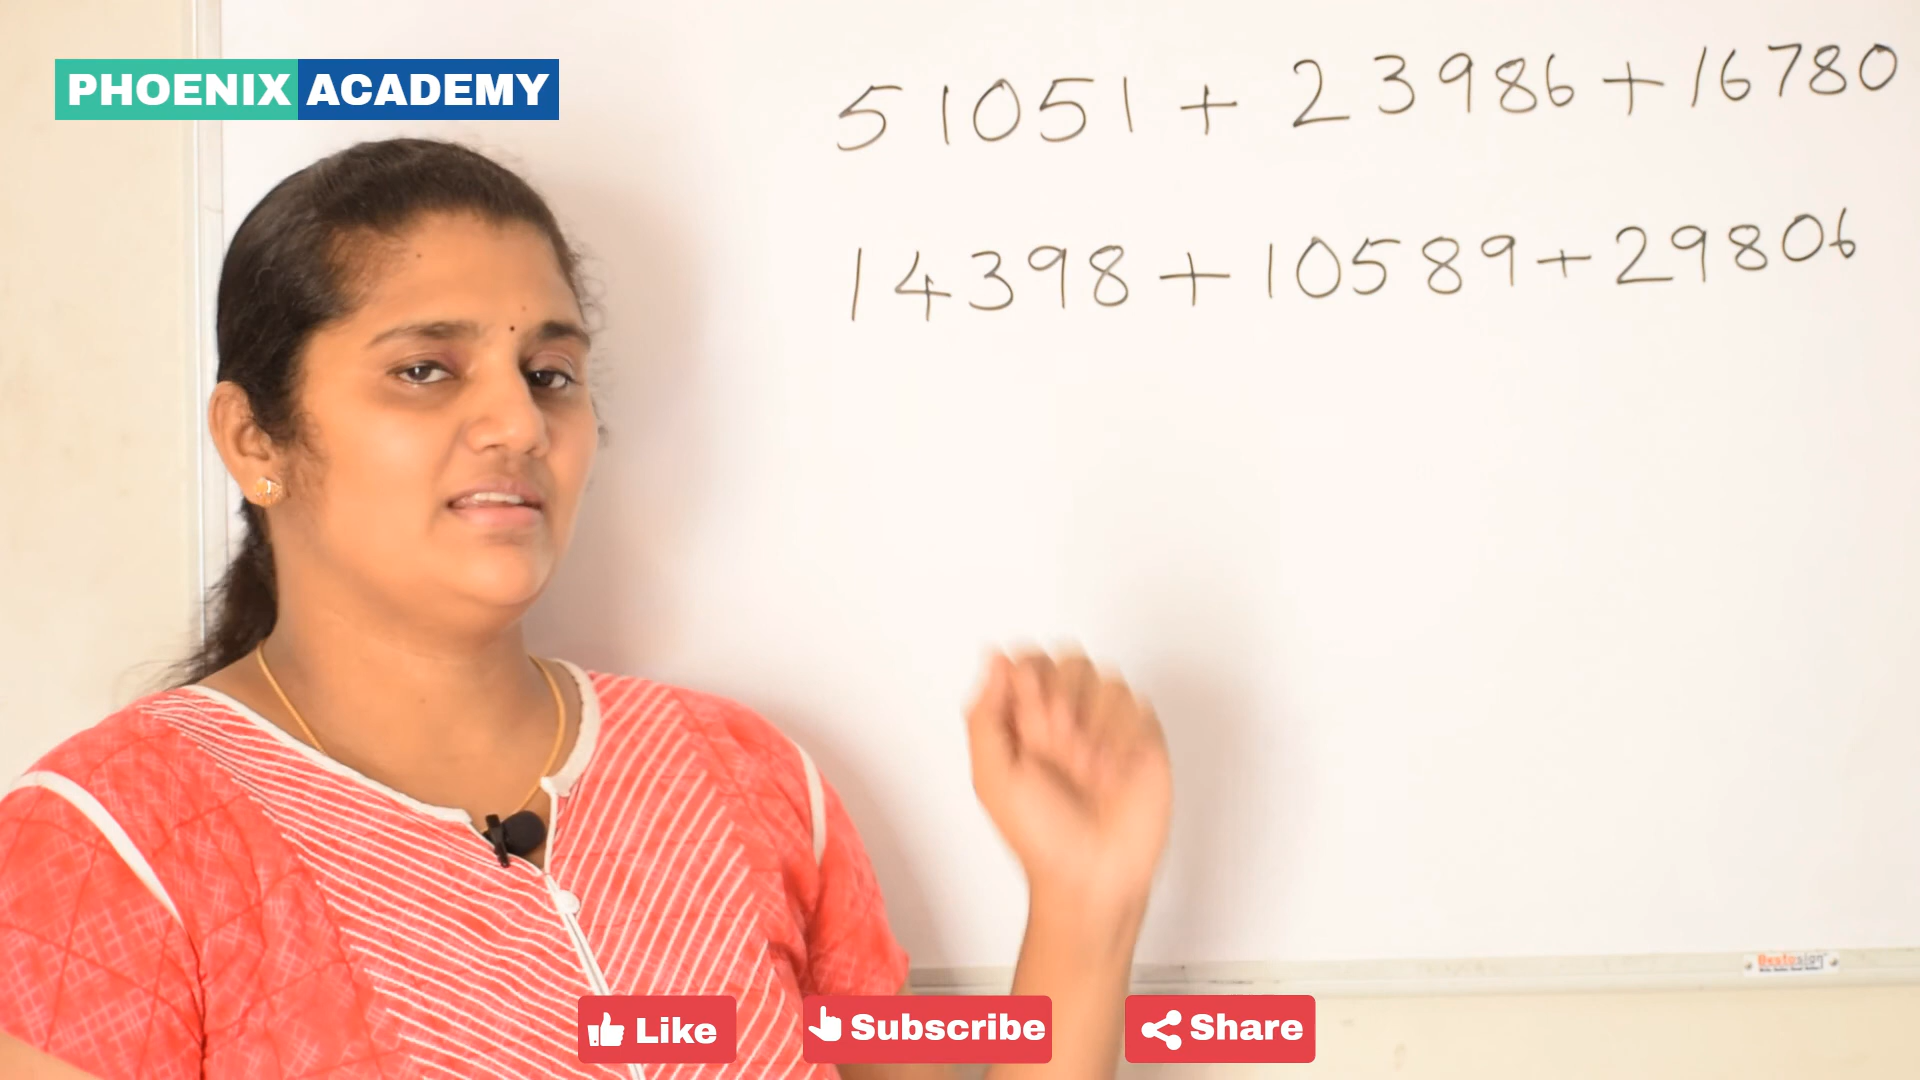 PHOENIX ACADEMY
51051 + 23986 + 16780
14398 + 10589 + 29806
Like
Subscribe
Share